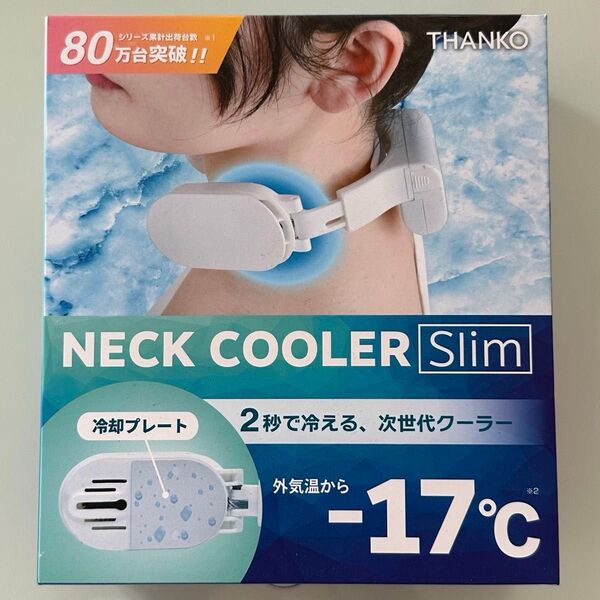 シリーズ累計出荷台数 ※1
80万台突破!!
THANKO
NECK COOLER Slim
冷却プレート
2秒で冷える、次世代クーラー
外気温から
-17℃ ※2